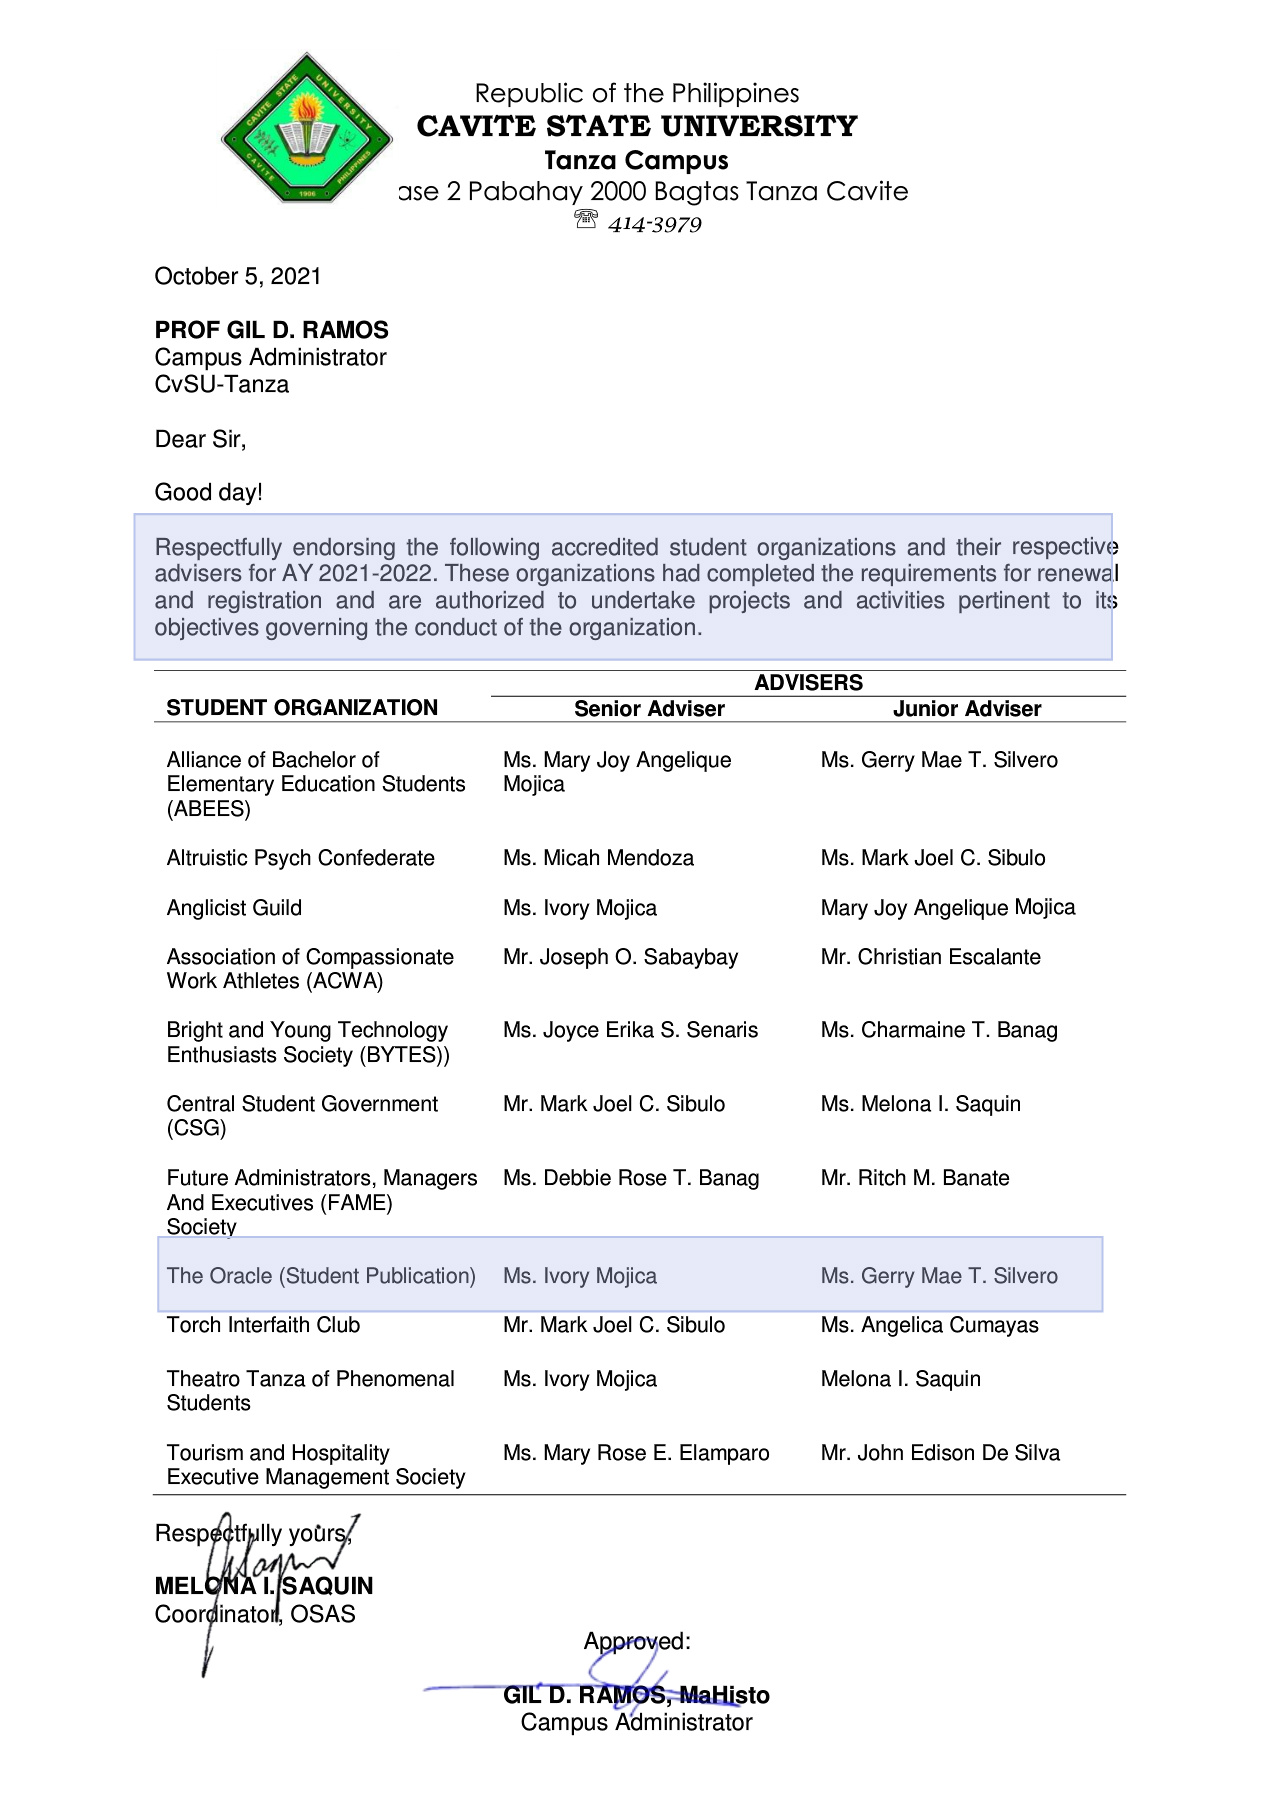 CAVITE STATE UNIVERSITY
CAVITE PHILIPPINES
1906
Republic of the Philippines
CAVITE STATE UNIVERSITY
Tanza Campus
ase 2 Pabahay 2000 Bagtas Tanza Cavite
☏ 414-3979
October 5, 2021
PROF GIL D. RAMOS
Campus Administrator
CvSU-Tanza
Dear Sir,
Good day!
Respectfully endorsing the following accredited student organizations and their respective
advisers for AY 2021-2022. These organizations had completed the requirements for renewal
and registration and are authorized to undertake projects and activities pertinent to its
objectives governing the conduct of the organization.
ADVISERS
STUDENT ORGANIZATION Senior Adviser Junior Adviser
Alliance of Bachelor of Ms. Mary Joy Angelique Ms. Gerry Mae T. Silvero
Elementary Education Students Mojica
(ABEES)
Altruistic Psych Confederate Ms. Micah Mendoza Ms. Mark Joel C. Sibulo
Anglicist Guild Ms. Ivory Mojica Mary Joy Angelique Mojica
Association of Compassionate Mr. Joseph O. Sabaybay Mr. Christian Escalante
Work Athletes (ACWA)
Bright and Young Technology Ms. Joyce Erika S. Senaris Ms. Charmaine T. Banag
Enthusiasts Society (BYTES))
Central Student Government Mr. Mark Joel C. Sibulo Ms. Melona I. Saquin
(CSG)
Future Administrators, Managers Ms. Debbie Rose T. Banag Mr. Ritch M. Banate
And Executives (FAME)
Society
The Oracle (Student Publication) Ms. Ivory Mojica Ms. Gerry Mae T. Silvero
Torch Interfaith Club Mr. Mark Joel C. Sibulo Ms. Angelica Cumayas
Theatro Tanza of Phenomenal Ms. Ivory Mojica Melona I. Saquin
Students
Tourism and Hospitality Ms. Mary Rose E. Elamparo Mr. John Edison De Silva
Executive Management Society
Respectfully yours,
MELONA I. SAQUIN
Coordinator, OSAS
Approved:
GIL D. RAMOS, MaHisto
Campus Administrator